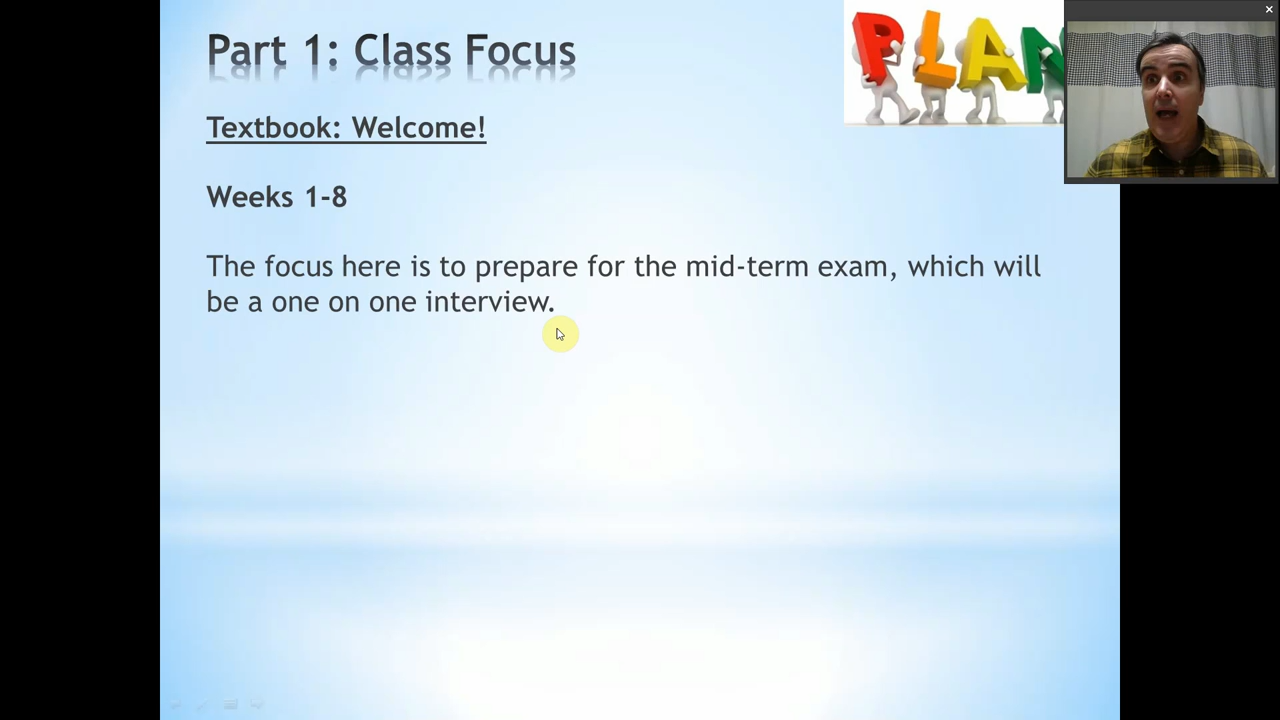 Part 1: Class Focus
PLAN
Textbook: Welcome!
Weeks 1-8
The focus here is to prepare for the mid-term exam, which will
be a one on one interview.